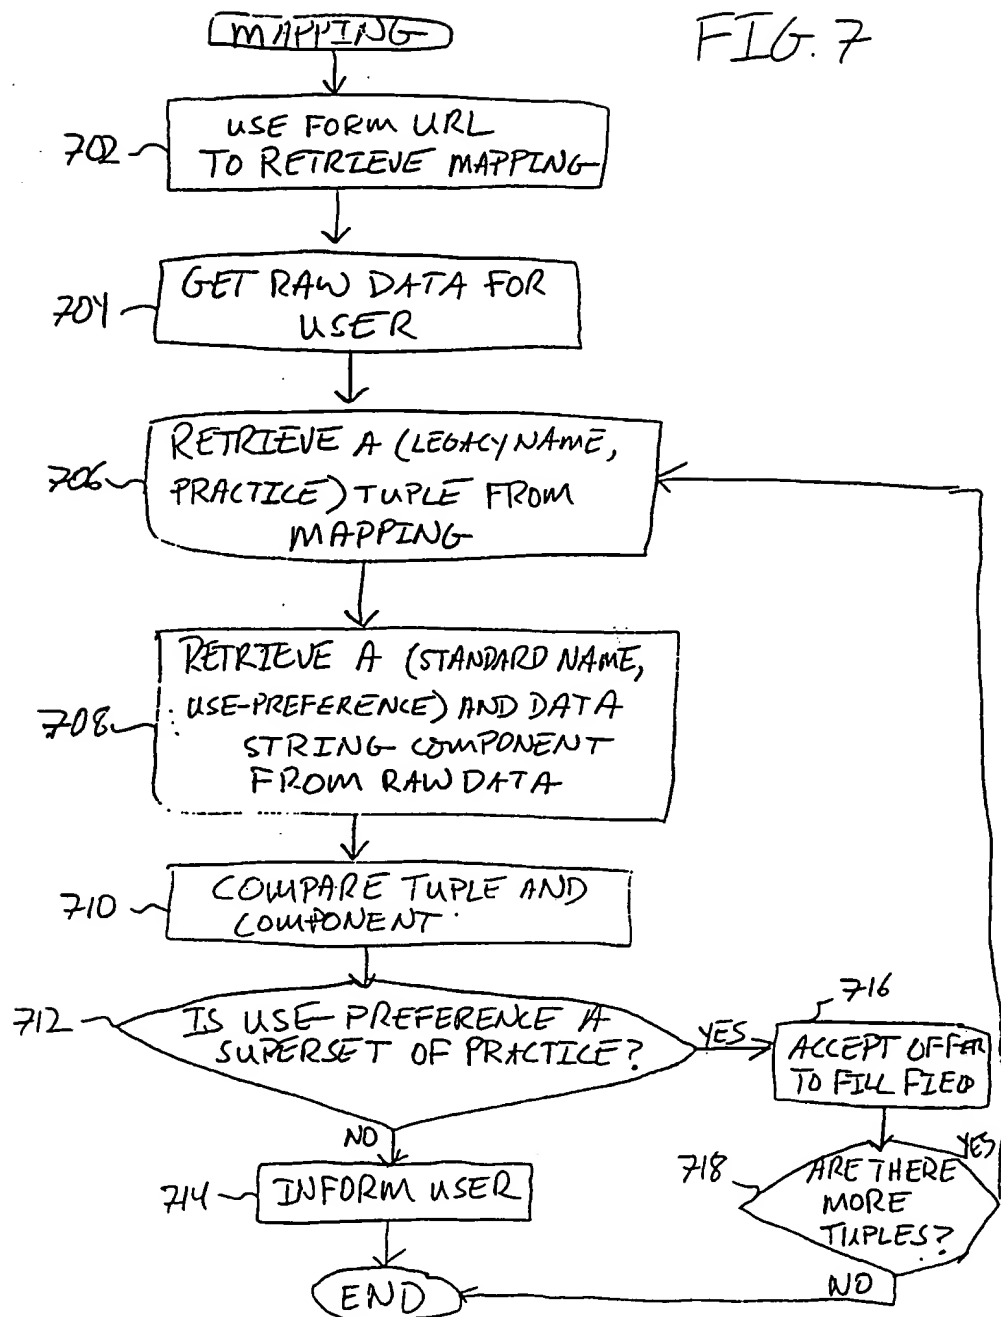 MAPPING
FIG. 7
702
USE FORM URL
TO RETRIEVE MAPPING
704
GET RAW DATA FOR
USER
706
RETRIEVE A (LEGACY NAME,
PRACTICE) TUPLE FROM
MAPPING
708
RETRIEVE A (STANDARD NAME,
USE-PREFERENCE) AND DATA
STRING COMPONENT
FROM RAW DATA
710
COMPARE TUPLE AND
COMPONENT
712
IS USE-PREFERENCE A
SUPERSET OF PRACTICE?
YES
716
ACCEPT OFFER
TO FILL FIELD
NO
714
INFORM USER
718
ARE THERE
MORE
TUPLES?
YES
NO
END